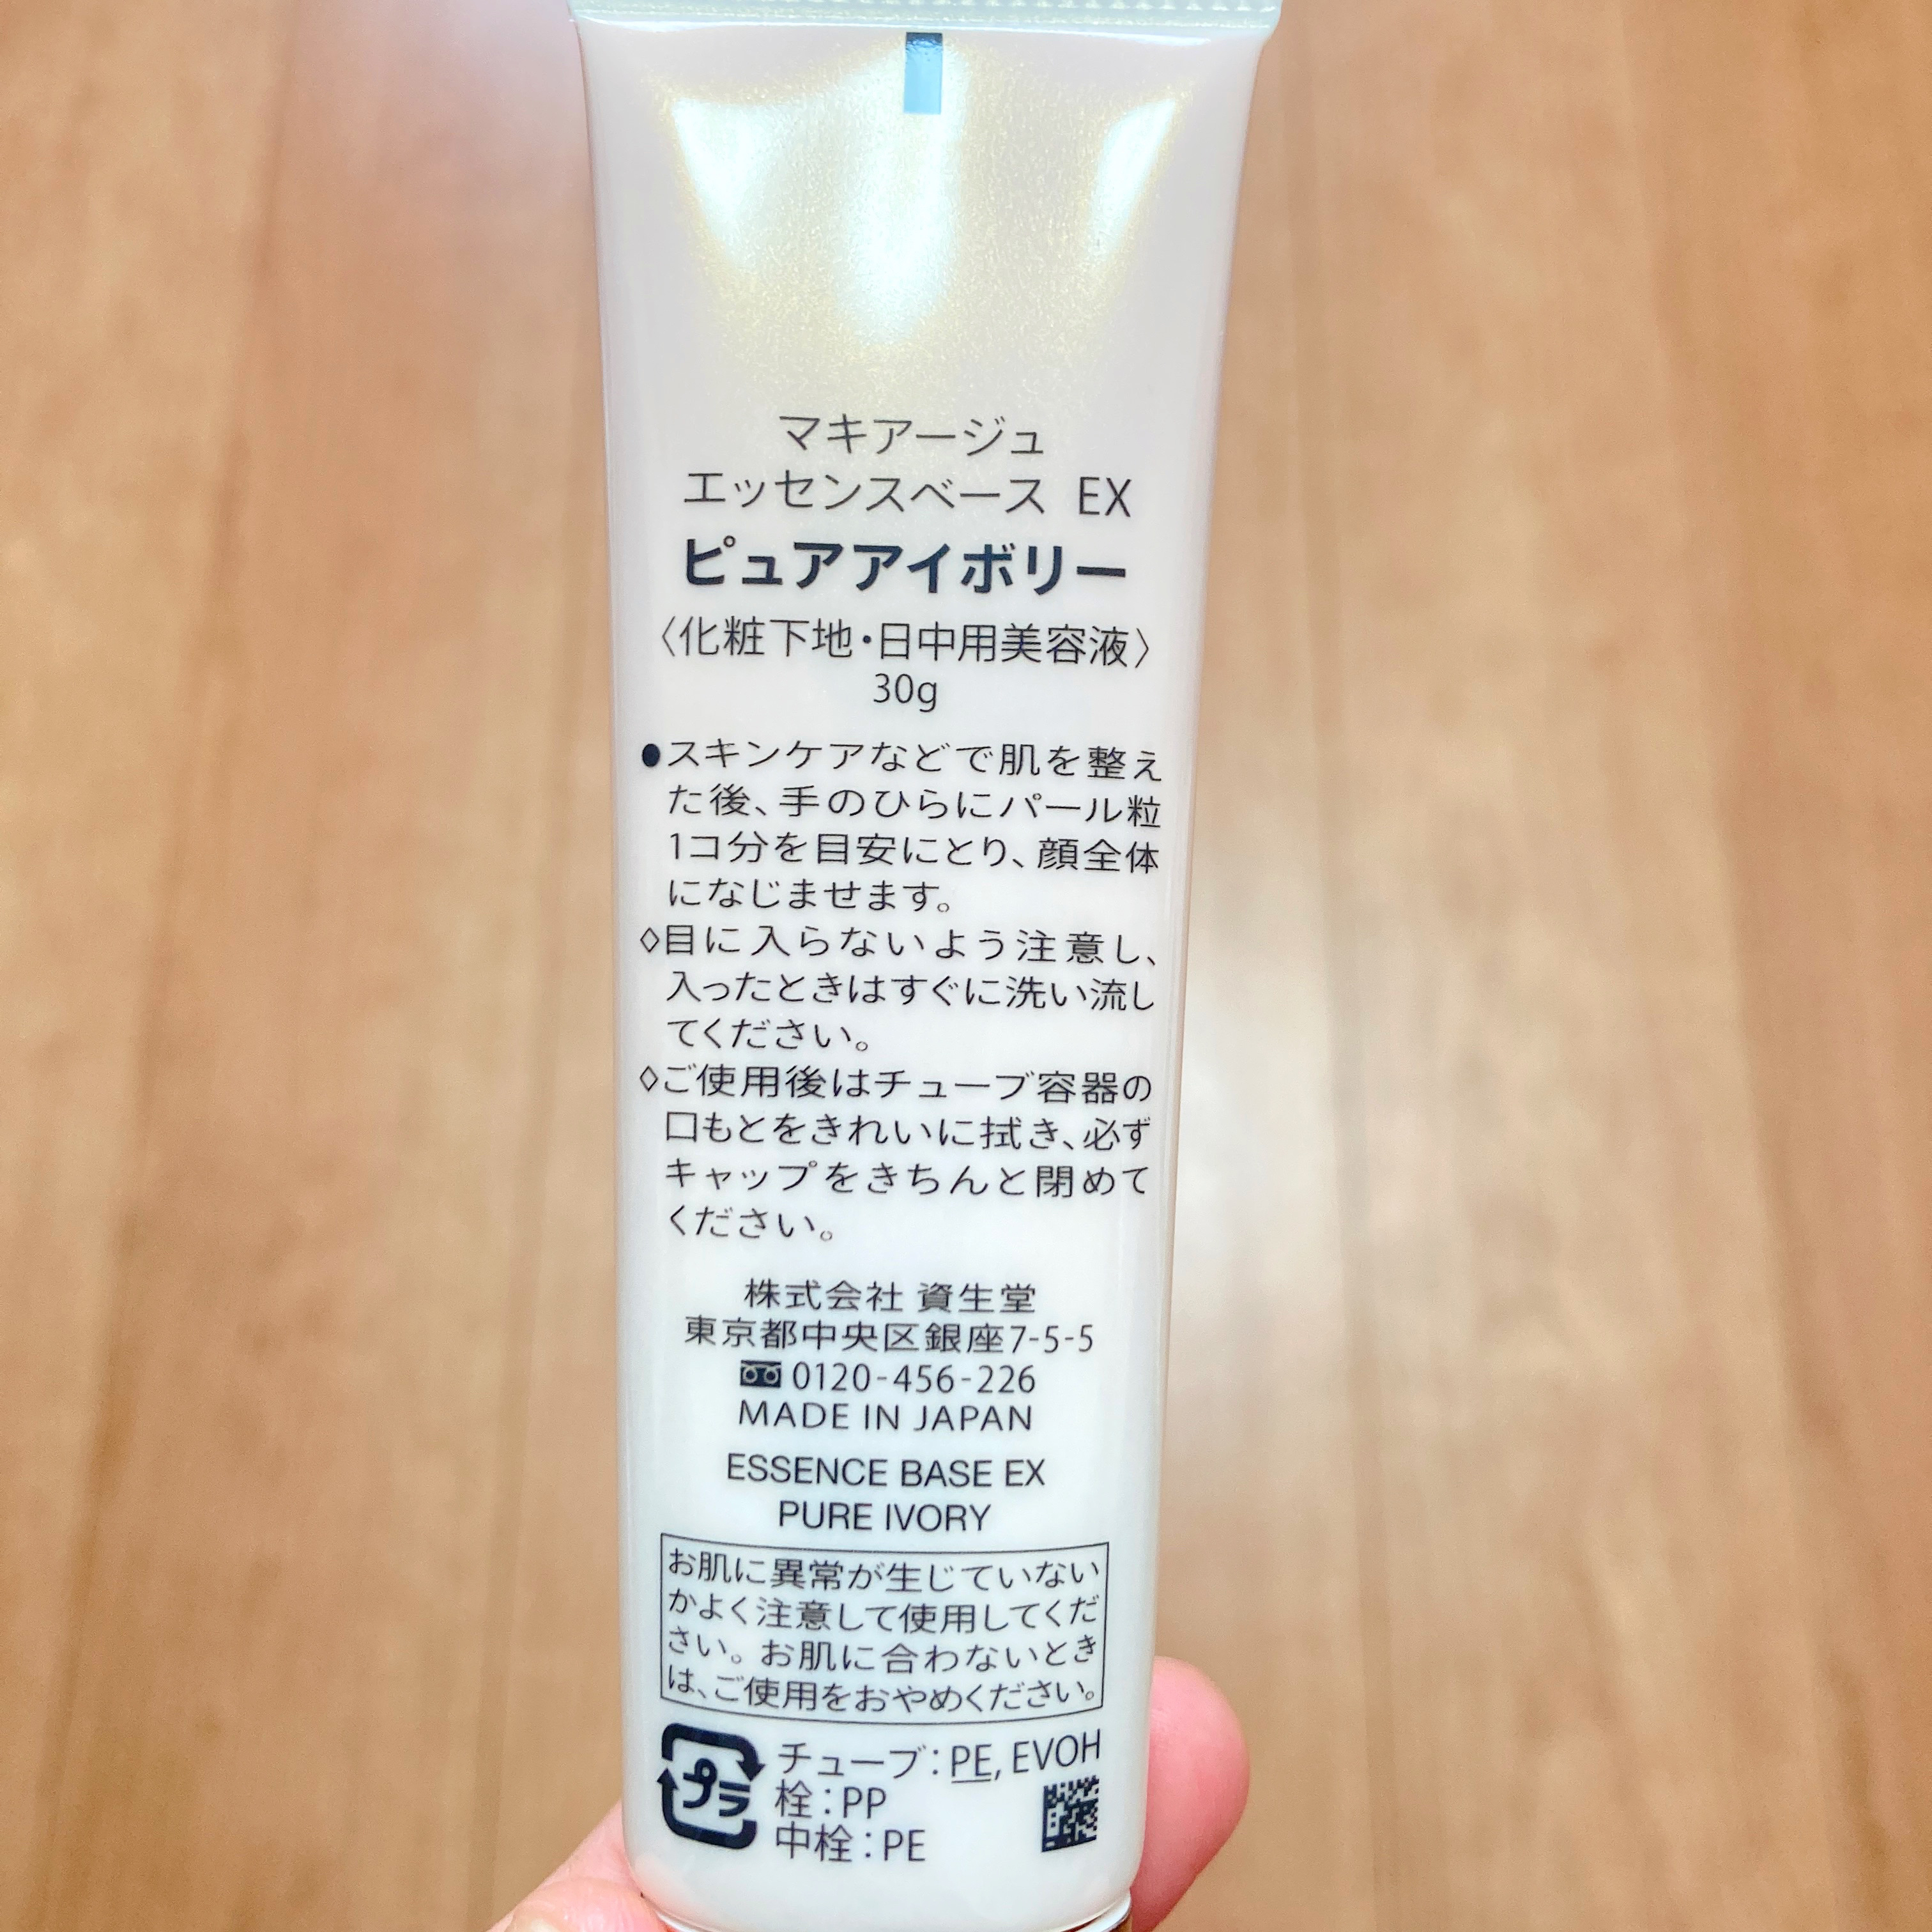 マキアージュ
エッセンスベース EX
ピュアアイボリー
〈化粧下地・日中用美容液〉
30g
●スキンケアなどで肌を整え
た後、手のひらにパール粒
1コ分を目安にとり、顔全体
になじませます。
◇目に入らないよう注意し、
入ったときはすぐに洗い流し
てください。
◇ご使用後はチューブ容器の
口もとをきれいに拭き、必ず
キャップをきちんと閉めて
ください。
株式会社 資生堂
東京都中央区銀座7-5-5
0120-456-226
MADE IN JAPAN
ESSENCE BASE EX
PURE IVORY
お肌に異常が生じていない
かよく注意して使用してくだ
さい。お肌に合わないとき
は、ご使用をおやめください。
プラ
チューブ：PE, EVOH
栓：PP
中栓：PE